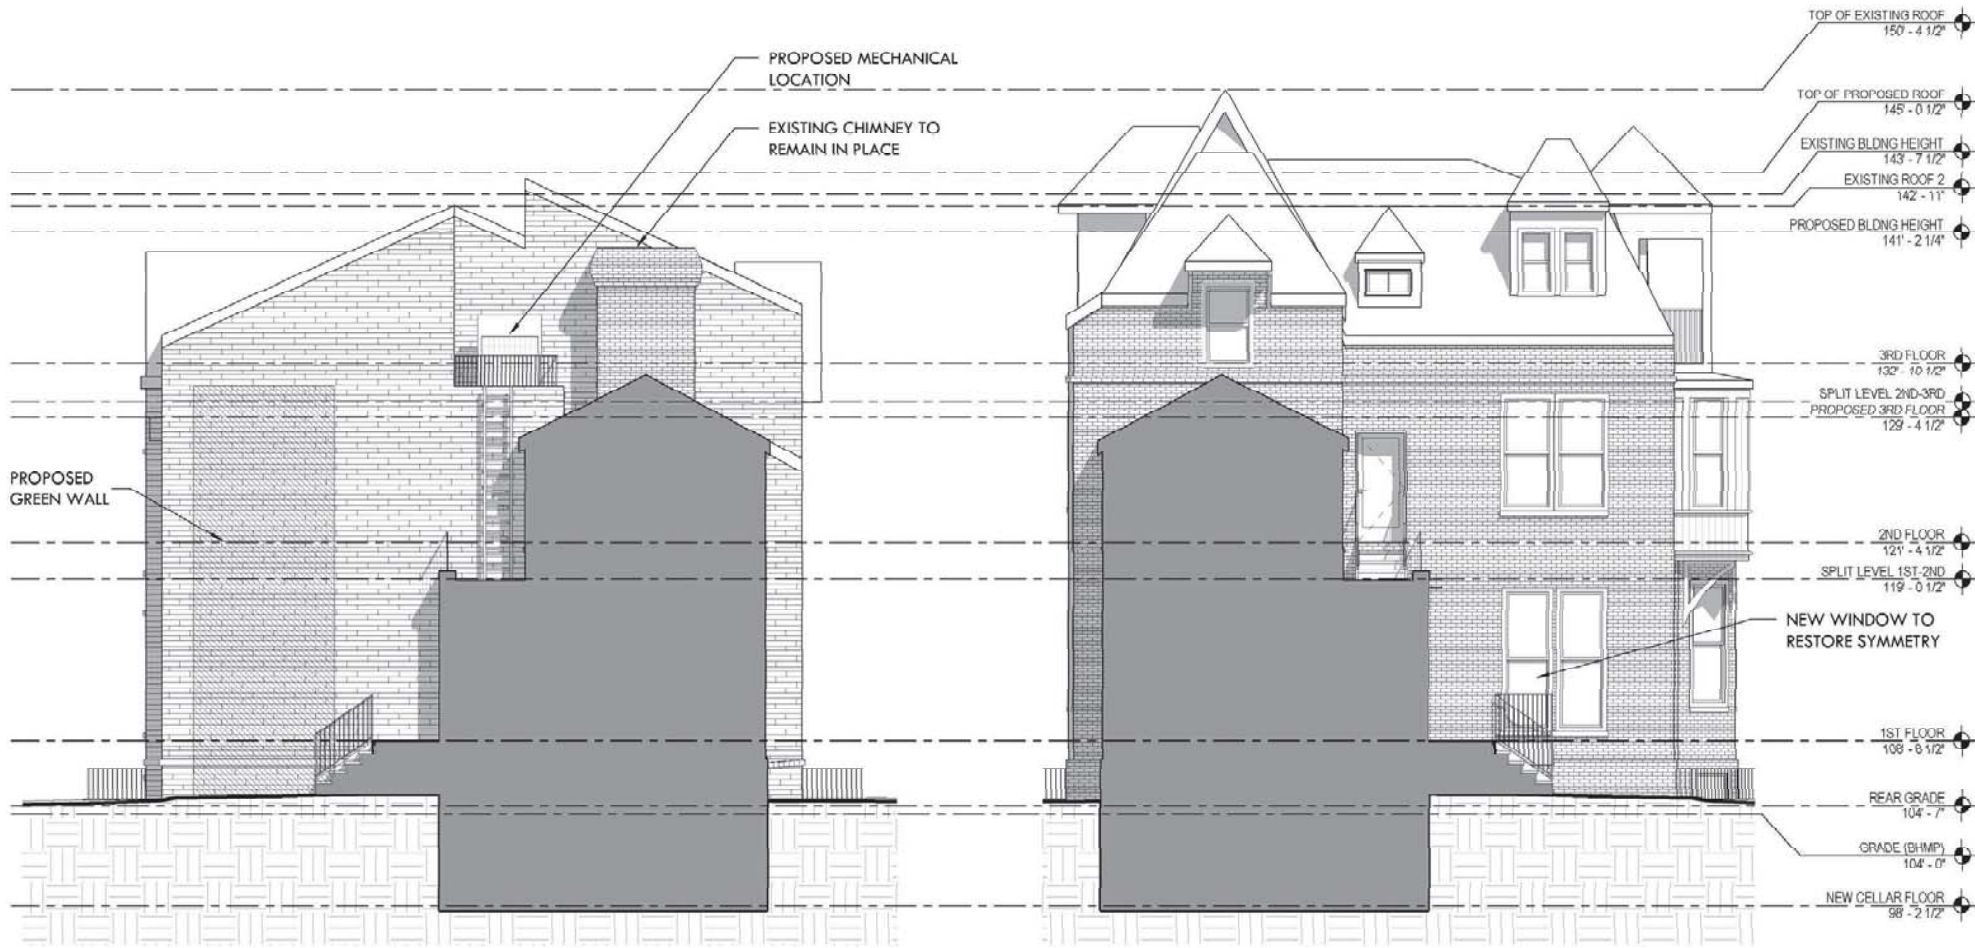 PROPOSED MECHANICAL
LOCATION
EXISTING CHIMNEY TO
REMAIN IN PLACE
PROPOSED
GREEN WALL
NEW WINDOW TO
RESTORE SYMMETRY
TOP OF EXISTING ROOF
150' - 4 1/2"
TOP OF PROPOSED ROOF
145' - 0 1/2"
EXISTING BLDNG HEIGHT
143' - 7 1/2"
EXISTING ROOF 2
142' - 11"
PROPOSED BLDNG HEIGHT
141' - 2 1/4"
3RD FLOOR
132' - 10 1/2"
SPLIT LEVEL 2ND-3RD
PROPOSED 3RD FLOOR
129' - 4 1/2"
2ND FLOOR
121' - 4 1/2"
SPLIT LEVEL 1ST-2ND
119' - 0 1/2"
1ST FLOOR
108' - 8 1/2"
REAR GRADE
104' - 7"
GRADE (BHMP)
104' - 0"
NEW CELLAR FLOOR
98' - 2 1/2"